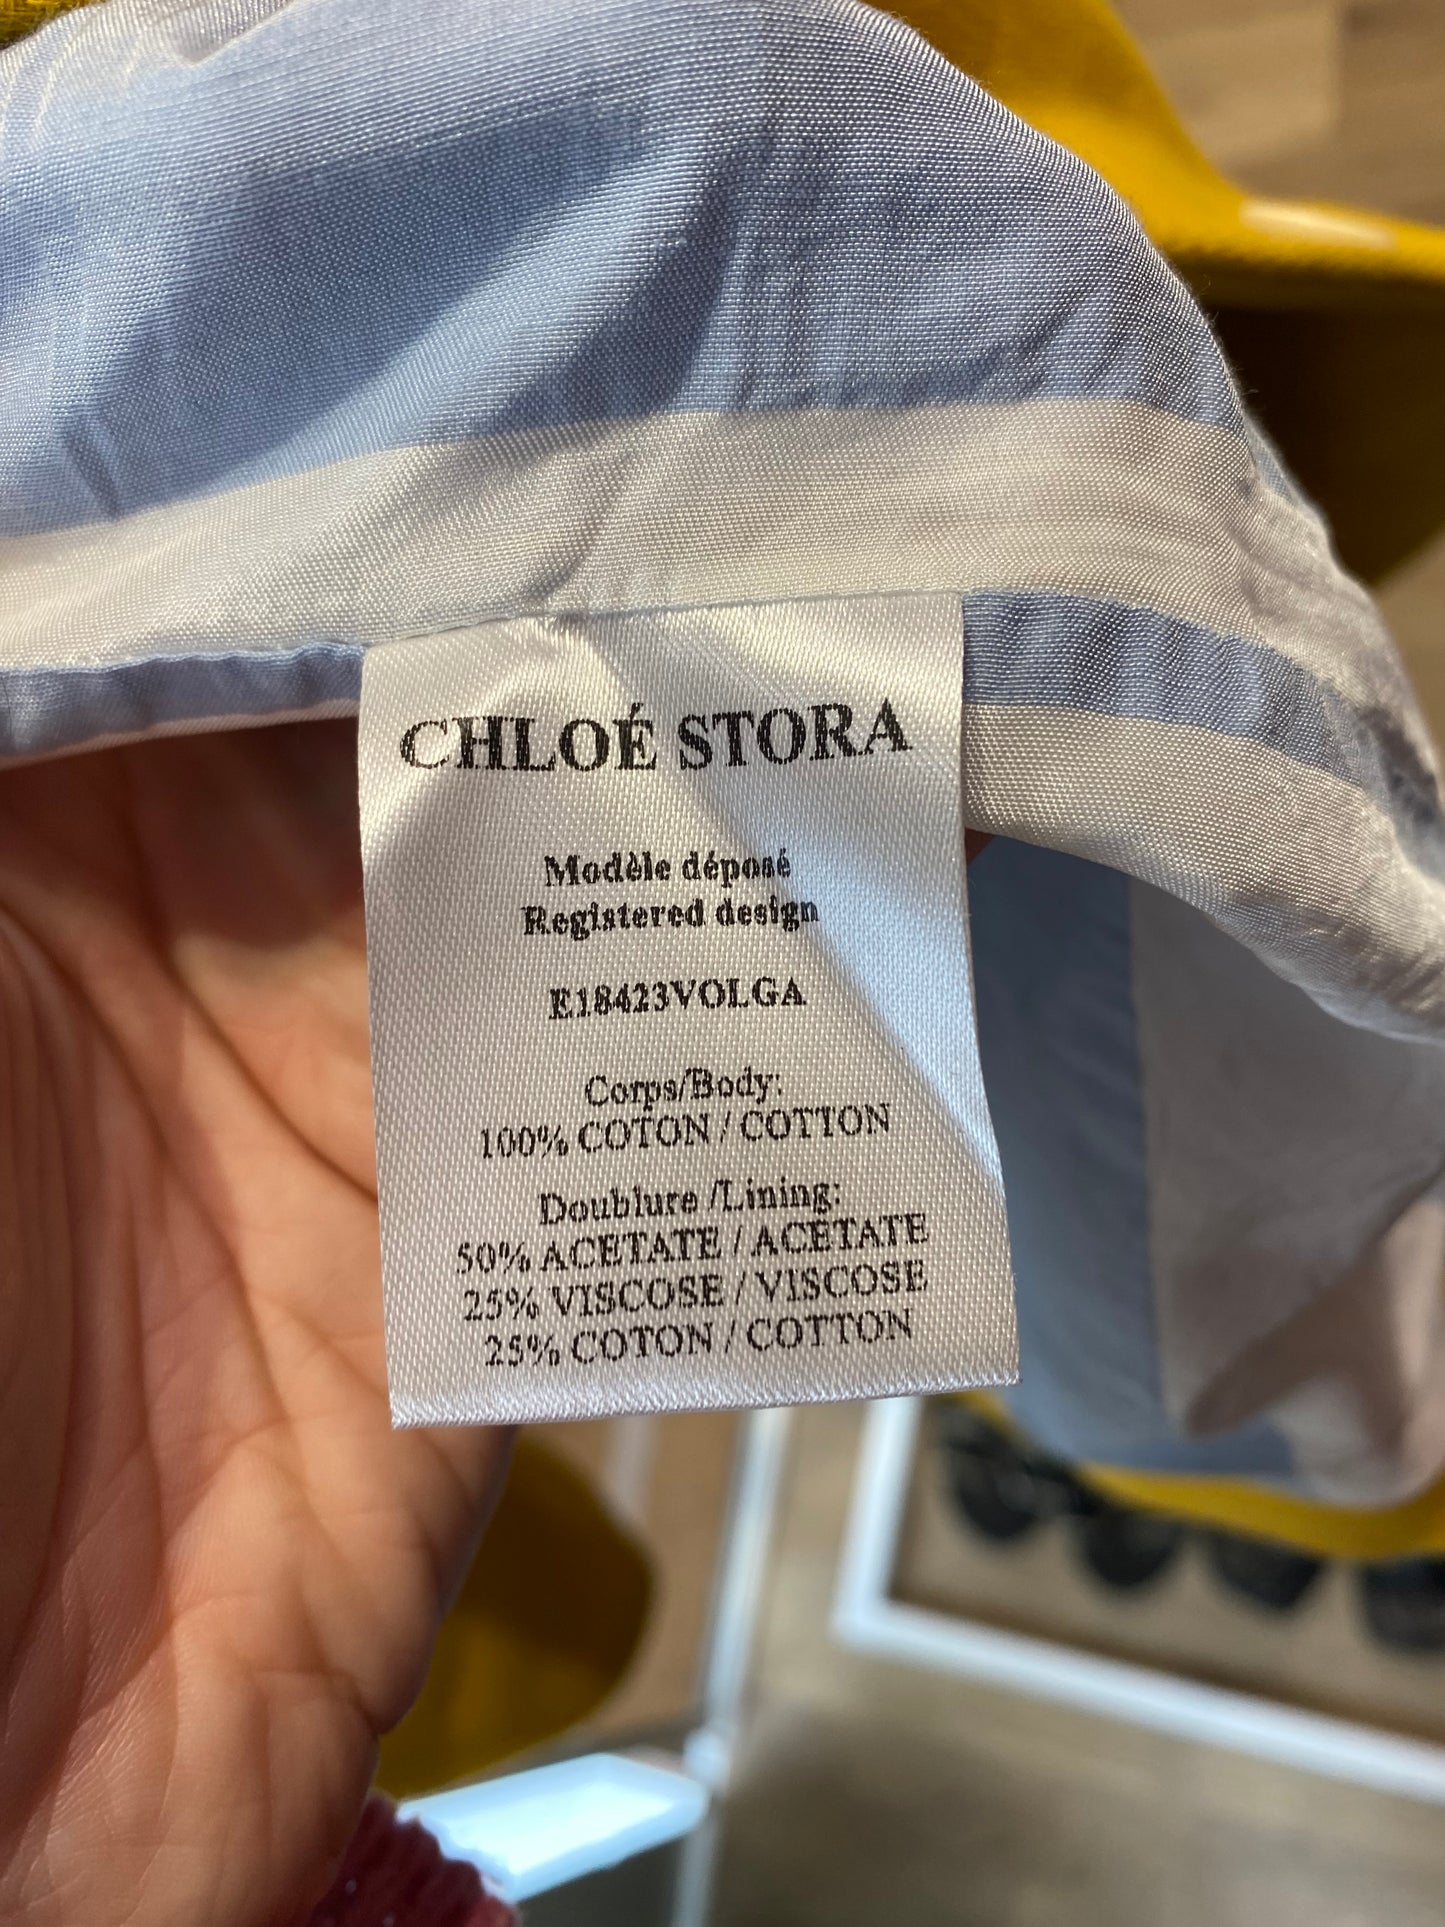 CHLOÉ STORA
Modèle déposé
Registered design
E18423VOLGA
Corps/Body:
100% COTON / COTTON
Doublure /Lining:
50% ACETATE / ACETATE
25% VISCOSE / VISCOSE
25% COTON / COTTON